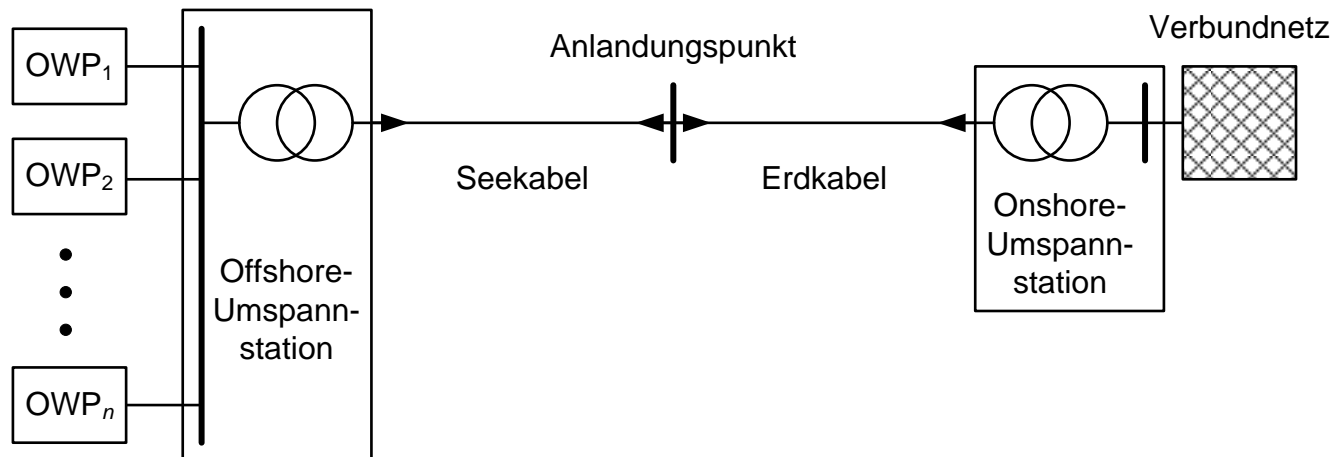 OWP1
OWP2
OWPn
Offshore-
Umspann-
station
Anlandungspunkt
Seekabel
Erdkabel
Verbundnetz
Onshore-
Umspann-
station